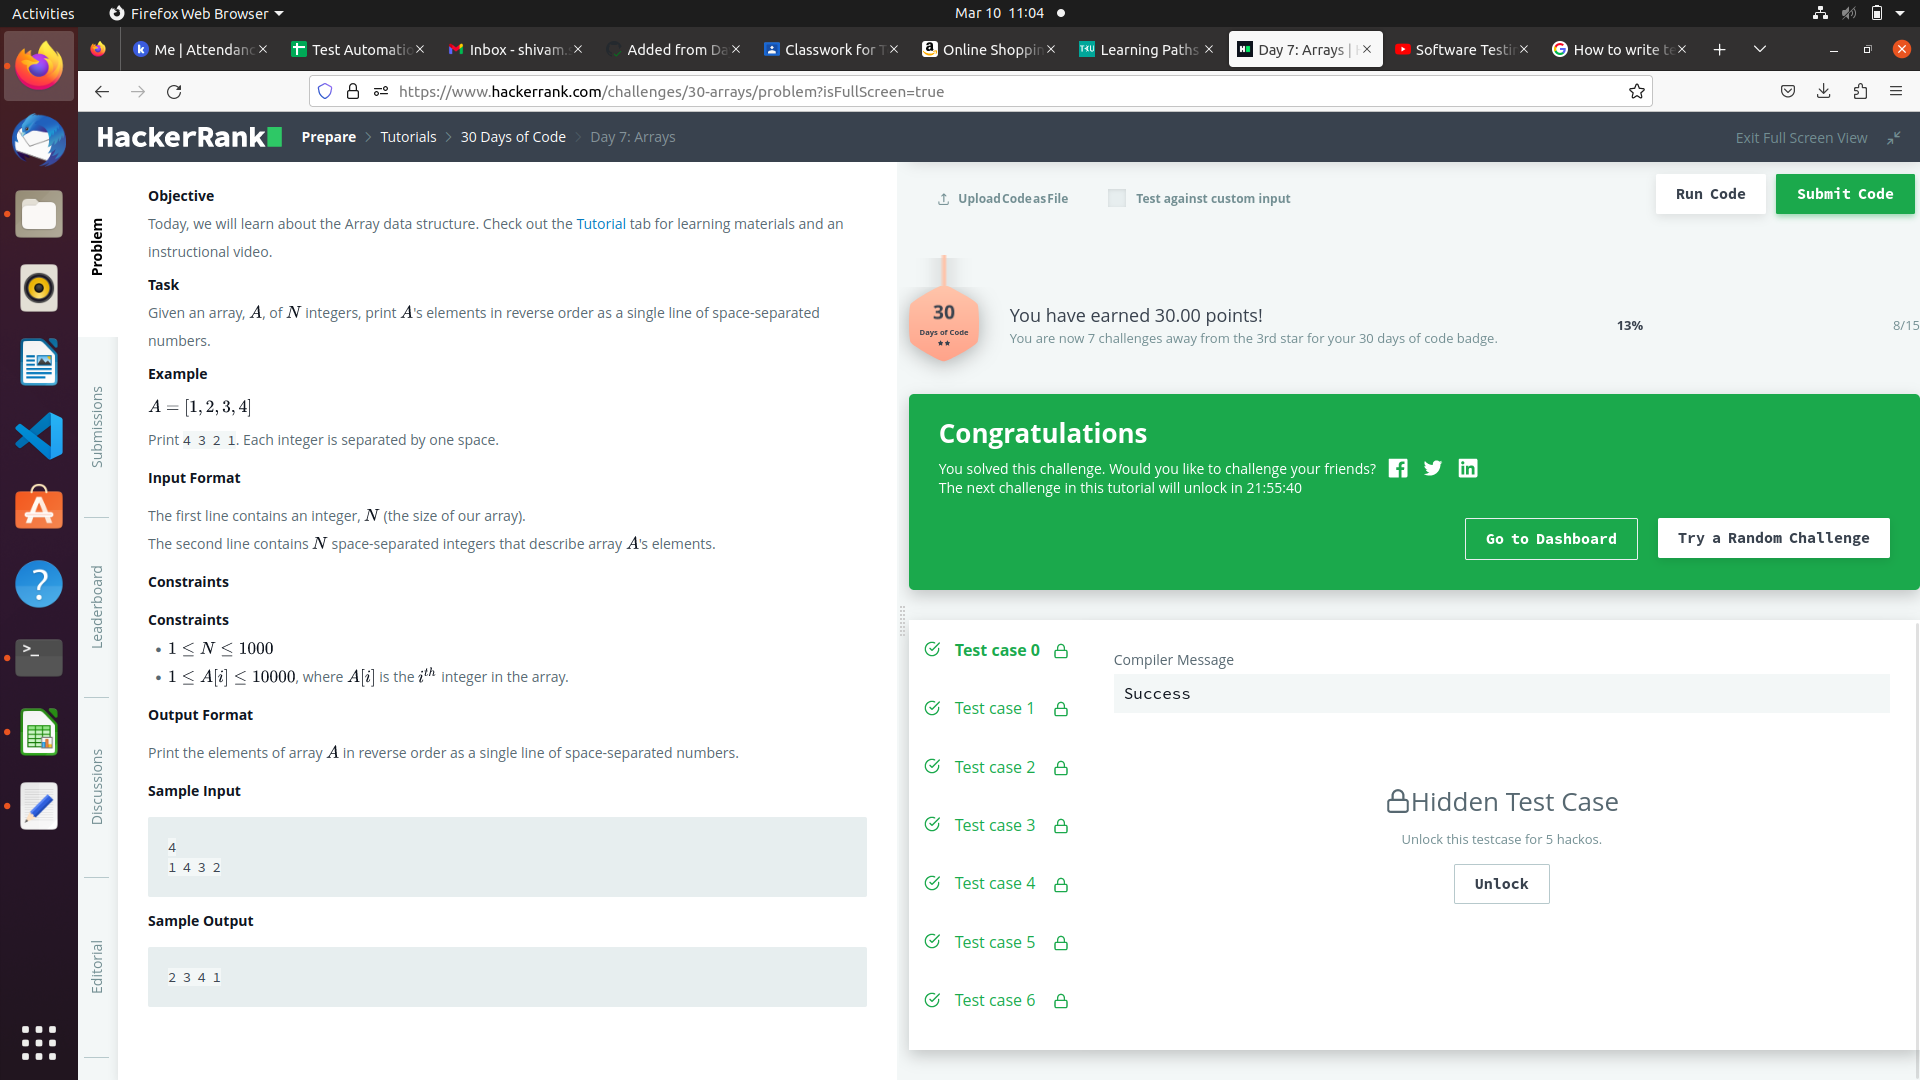 Activities
Firefox Web Browser
Mar 10 11:04
Me | Attendanc
Test Automatio
Inbox - shivam.s
Added from Da
Classwork for T
Online Shoppin
Learning Paths
Day 7: Arrays |
Software Testin
How to write te
https://www.hackerrank.com/challenges/30-arrays/problem?isFullScreen=true
HackerRank
Prepare
Tutorials
30 Days of Code
Day 7: Arrays
Exit Full Screen View
Problem
Submissions
Leaderboard
Discussions
Editorial
Objective
Today, we will learn about the Array data structure. Check out the Tutorial tab for learning materials and an
instructional video.
Task
Given an array, A, of N integers, print A's elements in reverse order as a single line of space-separated
numbers.
Example
A = [1, 2, 3, 4]
Print 4 3 2 1. Each integer is separated by one space.
Input Format
The first line contains an integer, N (the size of our array).
The second line contains N space-separated integers that describe array A's elements.
Constraints
Constraints
• 1 ≤ N ≤ 1000
• 1 ≤ A[i] ≤ 10000, where A[i] is the i^th integer in the array.
Output Format
Print the elements of array A in reverse order as a single line of space-separated numbers.
Sample Input
4
1 4 3 2
Sample Output
2 3 4 1
Upload Code as File
Test against custom input
Run Code
Submit Code
30
Days of Code
You have earned 30.00 points!
You are now 7 challenges away from the 3rd star for your 30 days of code badge.
13%
8/15
Congratulations
You solved this challenge. Would you like to challenge your friends?
The next challenge in this tutorial will unlock in 21:55:40
Go to Dashboard
Try a Random Challenge
Test case 0
Test case 1
Test case 2
Test case 3
Test case 4
Test case 5
Test case 6
Compiler Message
Success
Hidden Test Case
Unlock this testcase for 5 hackos.
Unlock